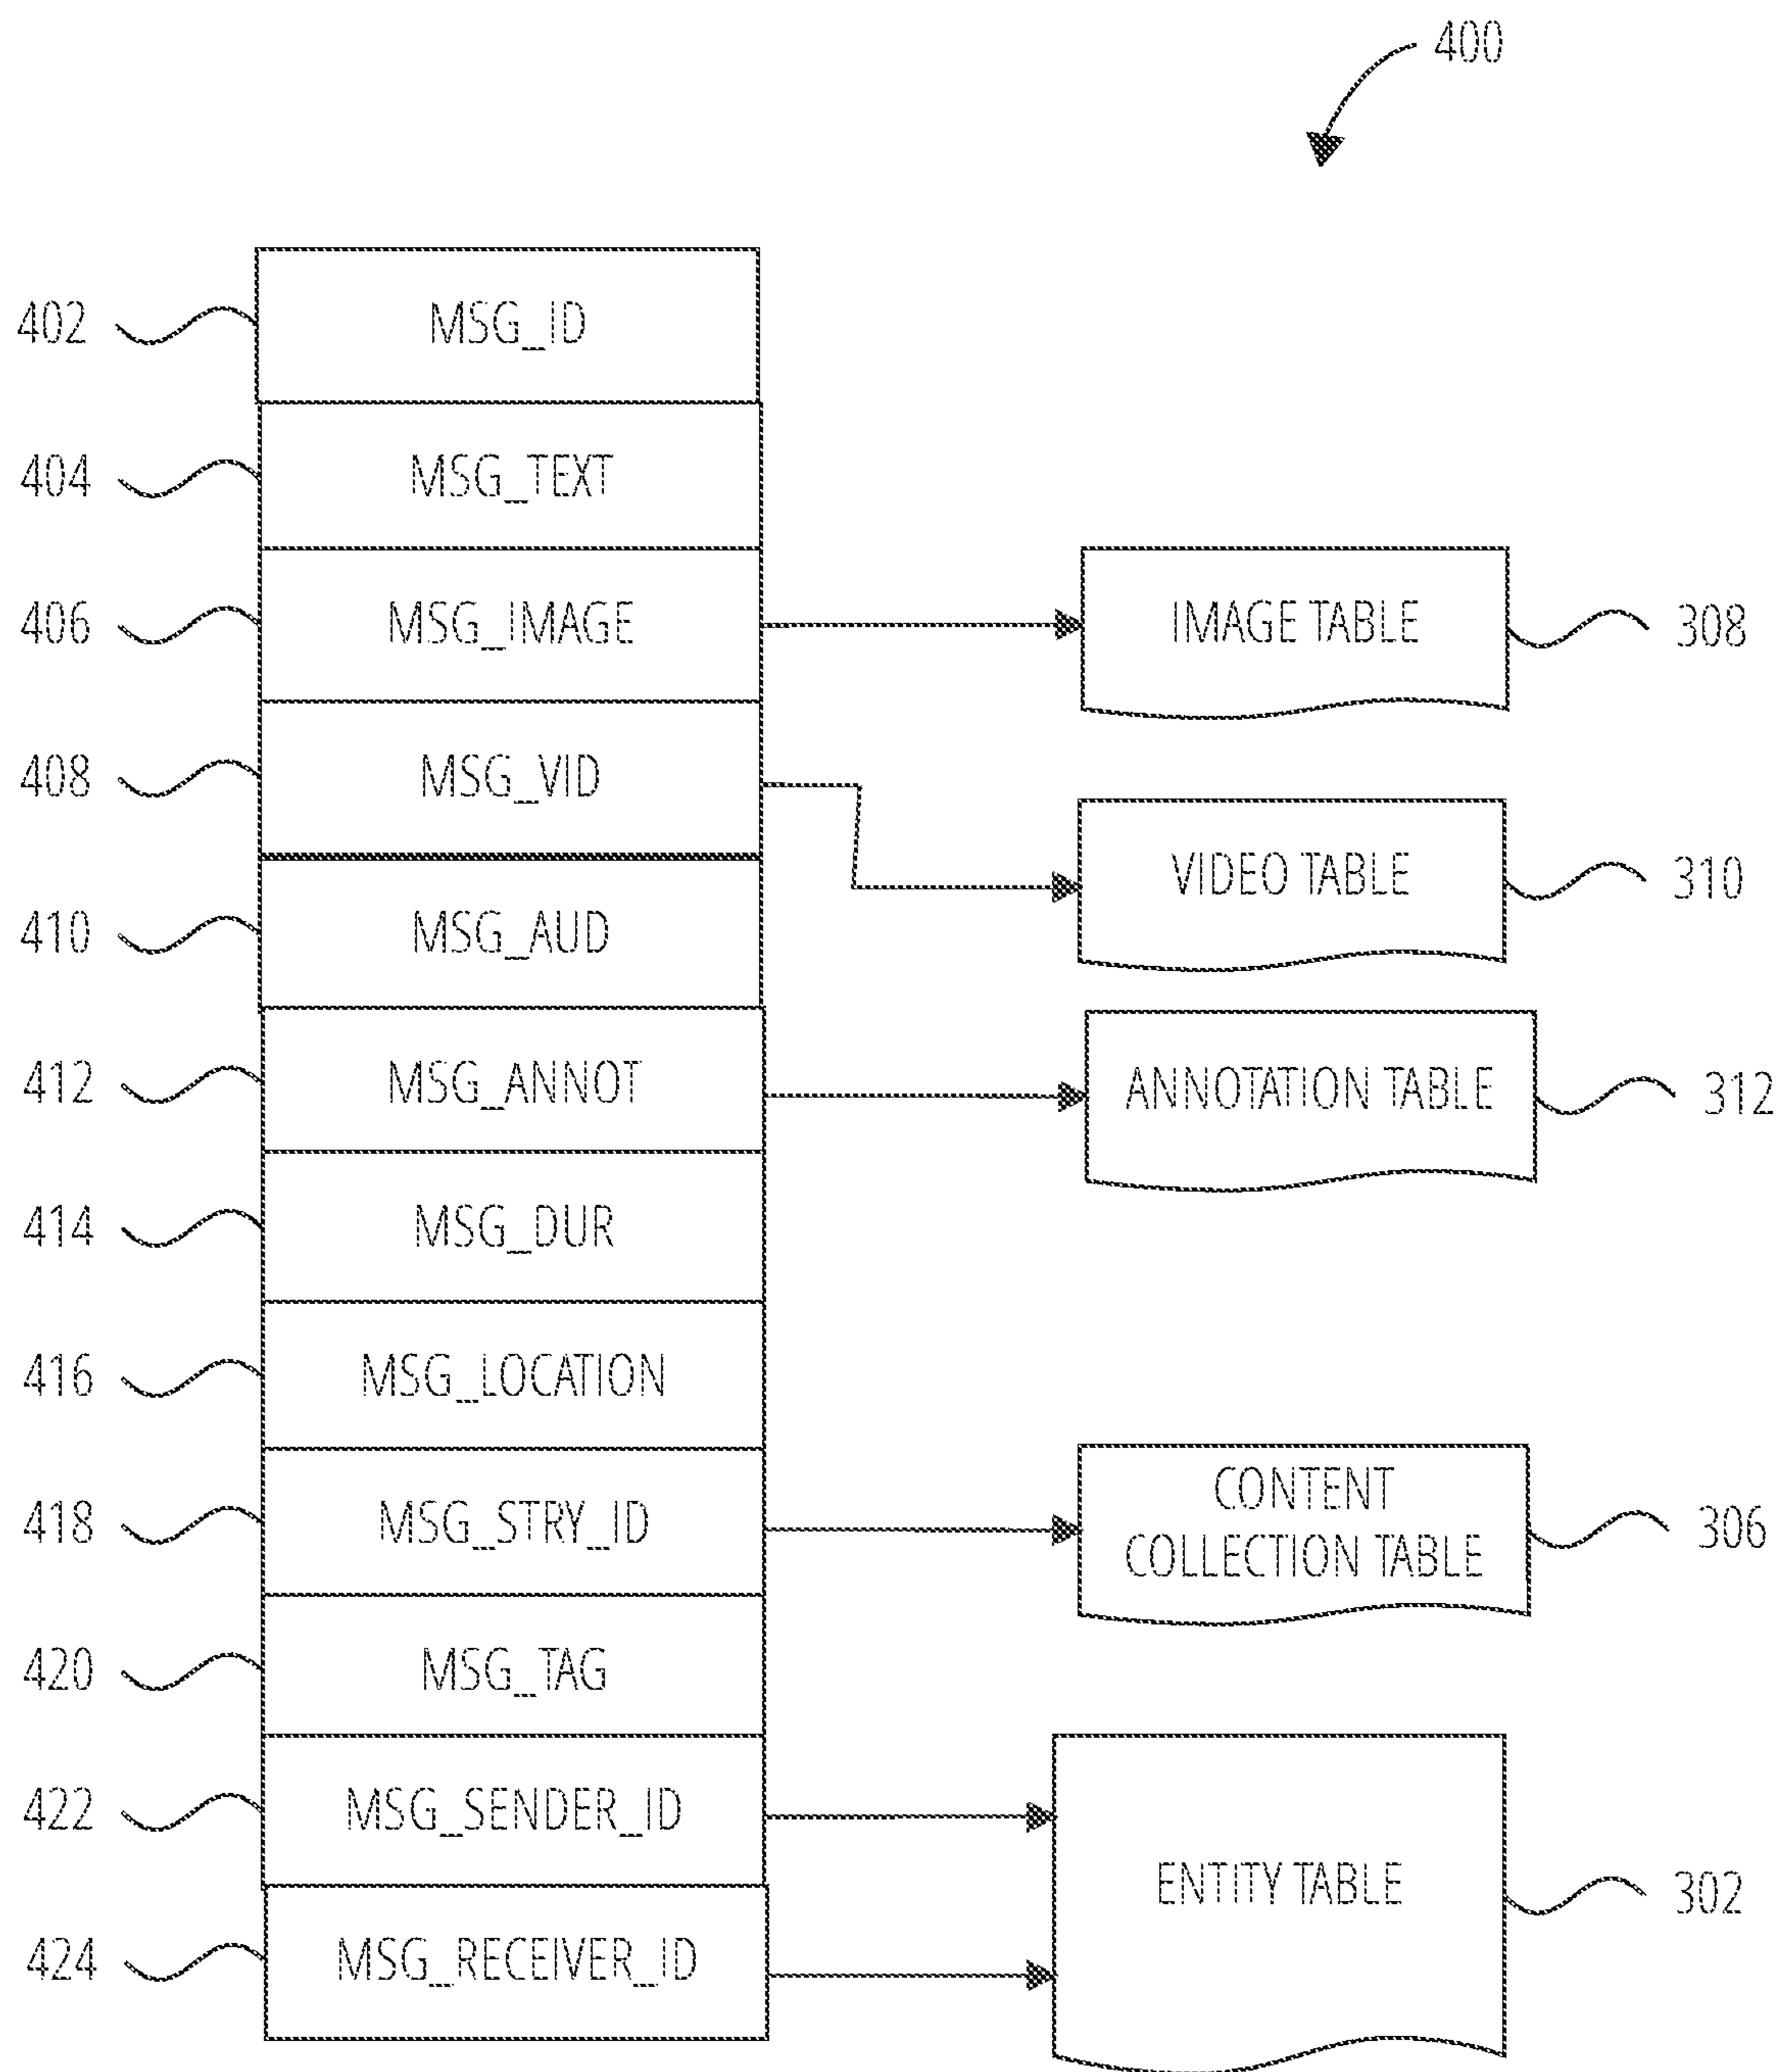 400
402 MSG_ID
404 MSG_TEXT
406 MSG_IMAGE IMAGE TABLE 308
408 MSG_VID
VIDEO TABLE 310
410 MSG_AUD
412 MSG_ANNOT ANNOTATION TABLE 312
414 MSG_DUR
416 MSG_LOCATION
418 MSG_STRY_ID CONTENT
COLLECTION TABLE 306
420 MSG_TAG
422 MSG_SENDER_ID
ENTITY TABLE 302
424 MSG_RECEIVER_ID